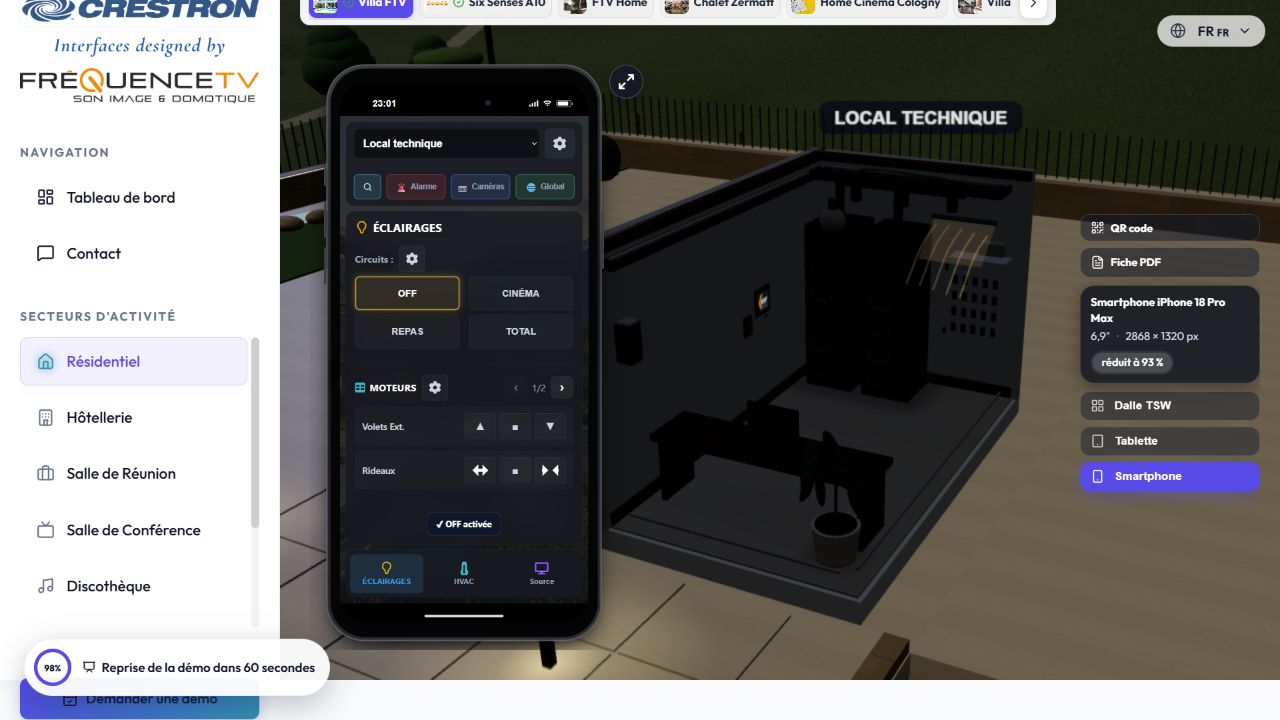 CRESTRON
Interfaces designed by
FRÉQUENCETV
SON IMAGE & DOMOTIQUE
NAVIGATION
Tableau de bord
Contact
SECTEURS D'ACTIVITÉ
Résidentiel
Hôtellerie
Salle de Réunion
Salle de Conférence
Discothèque
98%
Reprise de la démo dans 60 secondes
Demander une démo
Villa FTV
Six Senses A10
FTV Home
Chalet Zermatt
Home Cinema Cologny
Villa
FR FR
23:01
Local technique
Alarme
Caméras
Global
ÉCLAIRAGES
Circuits :
OFF
CINÉMA
REPAS
TOTAL
MOTEURS
1/2
Volets Ext.
Rideaux
✓ OFF activée
ÉCLAIRAGES
HVAC
Source
LOCAL TECHNIQUE
QR code
Fiche PDF
Smartphone iPhone 18 Pro
Max
6,9" · 2868 × 1320 px
réduit à 93 %
Dalle TSW
Tablette
Smartphone